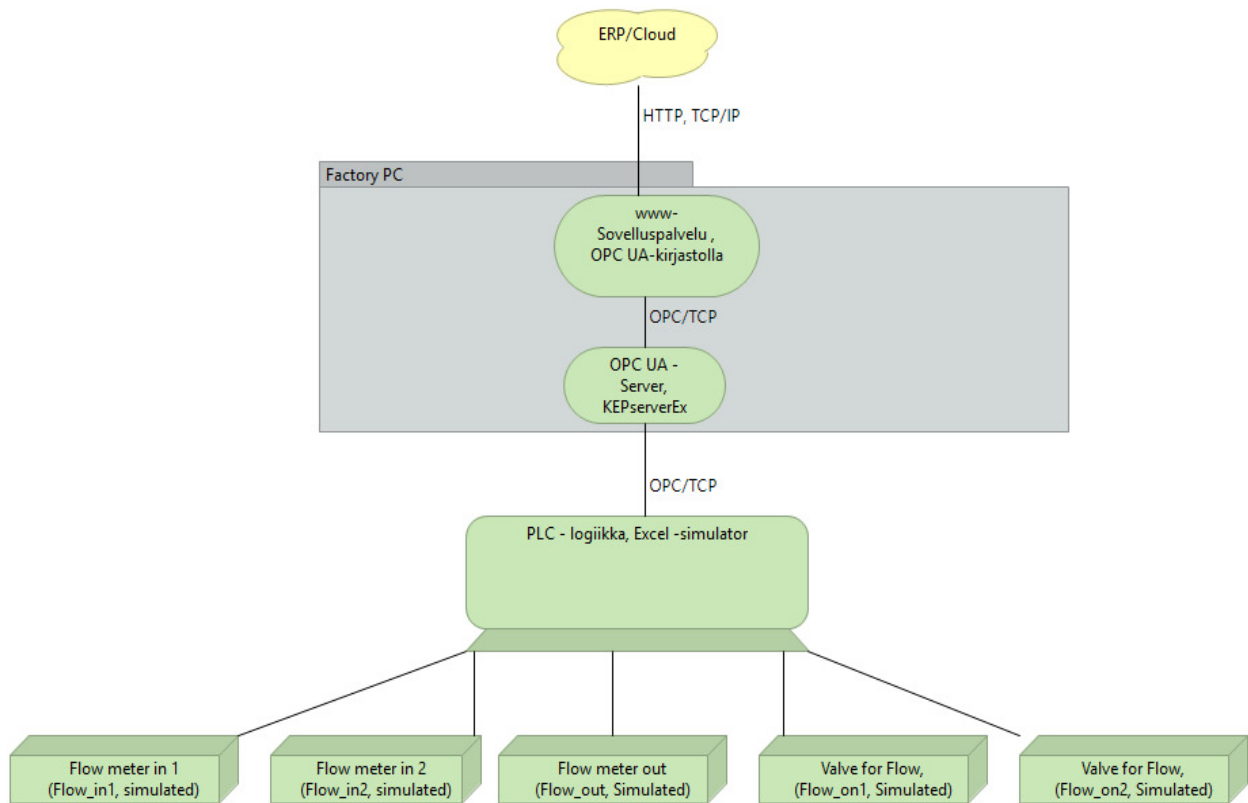 ERP/Cloud
HTTP, TCP/IP
Factory PC
www-
Sovelluspalvelu ,
OPC UA-kirjastolla
OPC/TCP
OPC UA -
Server,
KEPserverEx
OPC/TCP
PLC - logiikka, Excel -simulator
Flow meter in 1
(Flow_in1, simulated)
Flow meter in 2
(Flow_in2, simulated)
Flow meter out
(Flow_out, Simulated)
Valve for Flow,
(Flow_on1, Simulated)
Valve for Flow,
(Flow_on2, Simulated)